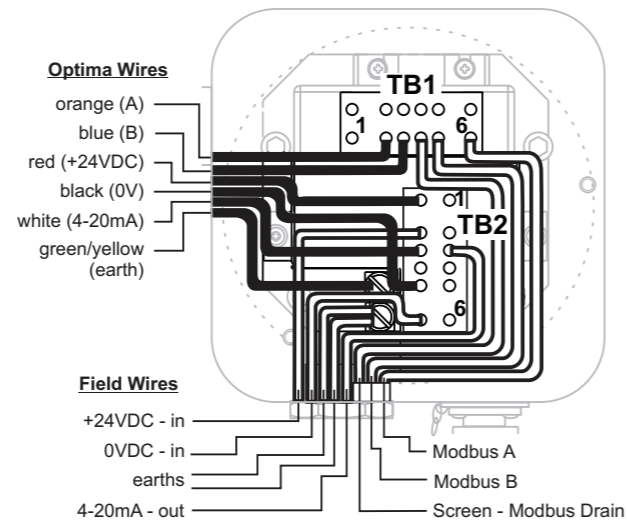 Optima Wires
orange (A)
blue (B)
red (+24VDC)
black (0V)
white (4-20mA)
green/yellow
(earth)
TB1
1
6
1
TB2
6
Field Wires
+24VDC - in
0VDC - in
earths
4-20mA - out
Modbus A
Modbus B
Screen - Modbus Drain